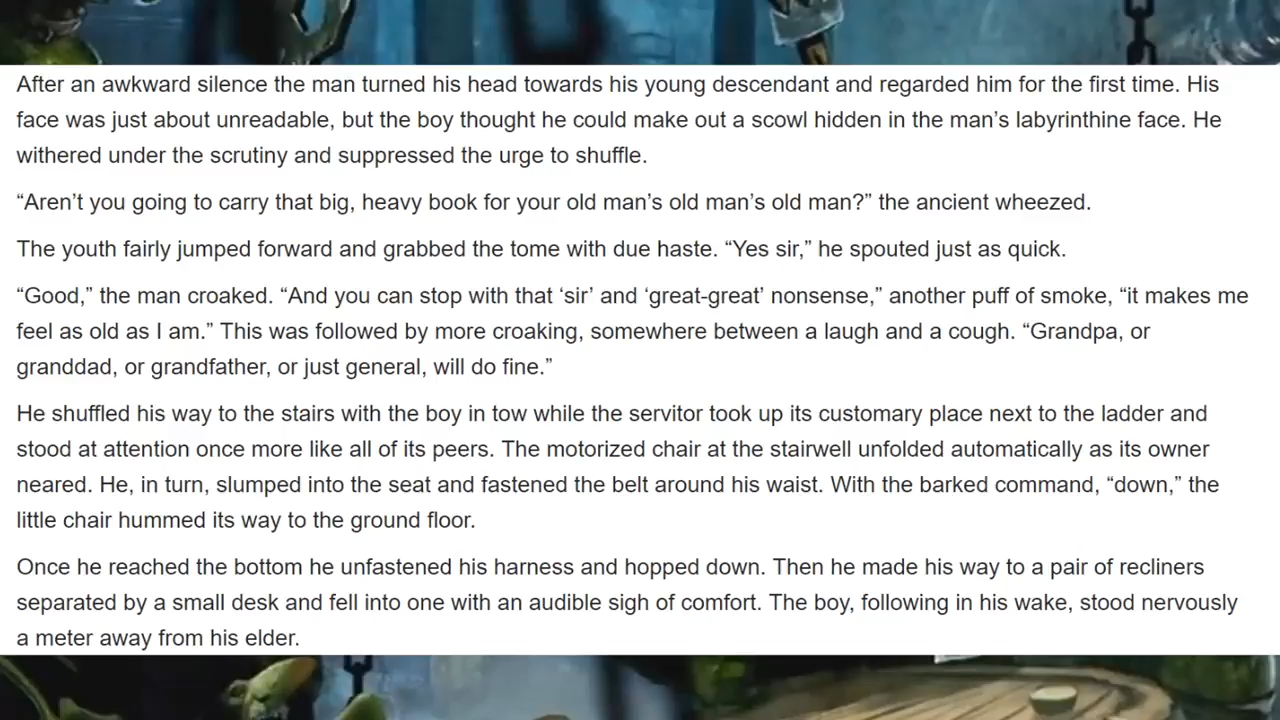 After an awkward silence the man turned his head towards his young descendant and regarded him for the first time. His
face was just about unreadable, but the boy thought he could make out a scowl hidden in the man’s labyrinthine face. He
withered under the scrutiny and suppressed the urge to shuffle.
“Aren’t you going to carry that big, heavy book for your old man’s old man’s old man?” the ancient wheezed.
The youth fairly jumped forward and grabbed the tome with due haste. “Yes sir,” he spouted just as quick.
“Good,” the man croaked. “And you can stop with that ‘sir’ and ‘great-great’ nonsense,” another puff of smoke, “it makes me
feel as old as I am.” This was followed by more croaking, somewhere between a laugh and a cough. “Grandpa, or
granddad, or grandfather, or just general, will do fine.”
He shuffled his way to the stairs with the boy in tow while the servitor took up its customary place next to the ladder and
stood at attention once more like all of its peers. The motorized chair at the stairwell unfolded automatically as its owner
neared. He, in turn, slumped into the seat and fastened the belt around his waist. With the barked command, “down,” the
little chair hummed its way to the ground floor.
Once he reached the bottom he unfastened his harness and hopped down. Then he made his way to a pair of recliners
separated by a small desk and fell into one with an audible sigh of comfort. The boy, following in his wake, stood nervously
a meter away from his elder.